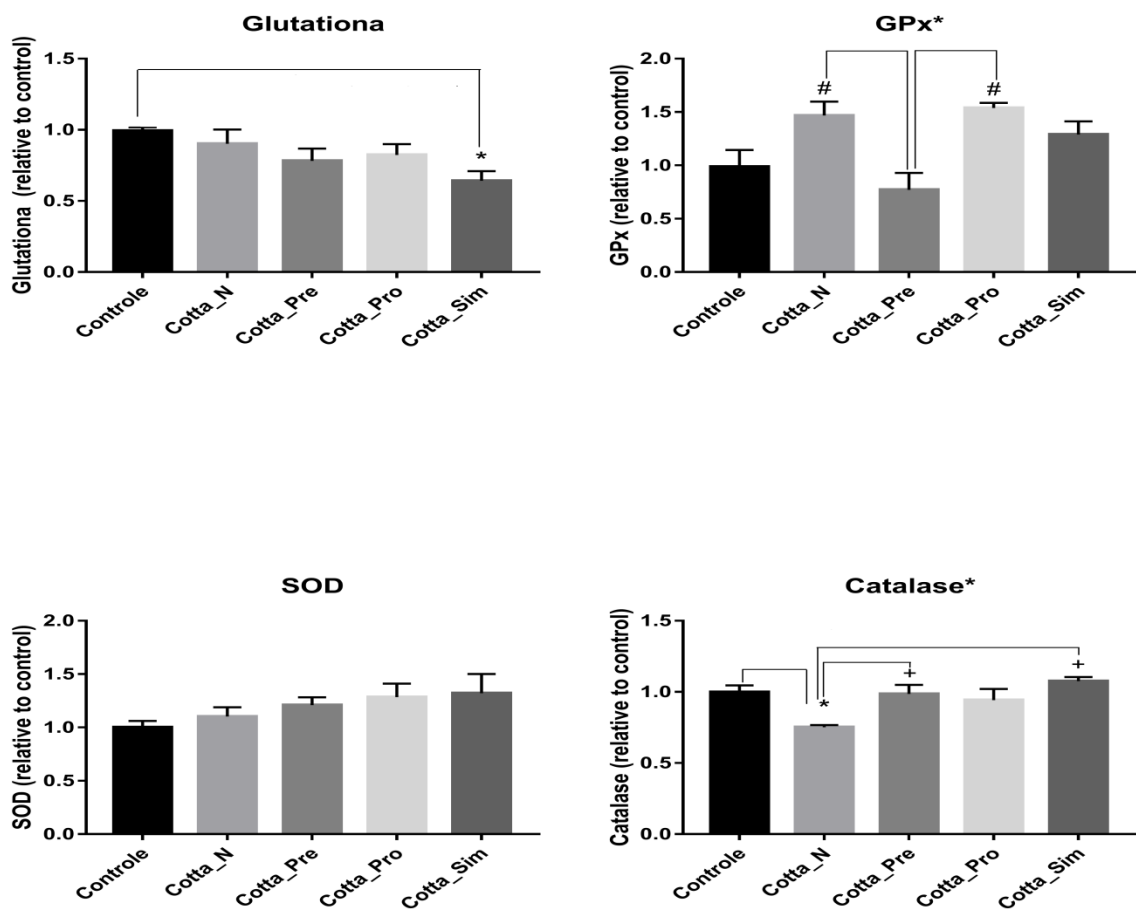 Glutationa
Glutationa (relative to control)
1.5
1.0
0.5
0.0
*
Controle
Cotta_N
Cotta_Pre
Cotta_Pro
Cotta_Sim
GPx*
GPx (relative to control)
2.0
1.5
1.0
0.5
0.0
#
#
Controle
Cotta_N
Cotta_Pre
Cotta_Pro
Cotta_Sim
SOD
SOD (relative to control)
2.0
1.5
1.0
0.5
0.0
Controle
Cotta_N
Cotta_Pre
Cotta_Pro
Cotta_Sim
Catalase*
Catalase (relative to control)
1.5
1.0
0.5
0.0
*
+
+
Controle
Cotta_N
Cotta_Pre
Cotta_Pro
Cotta_Sim